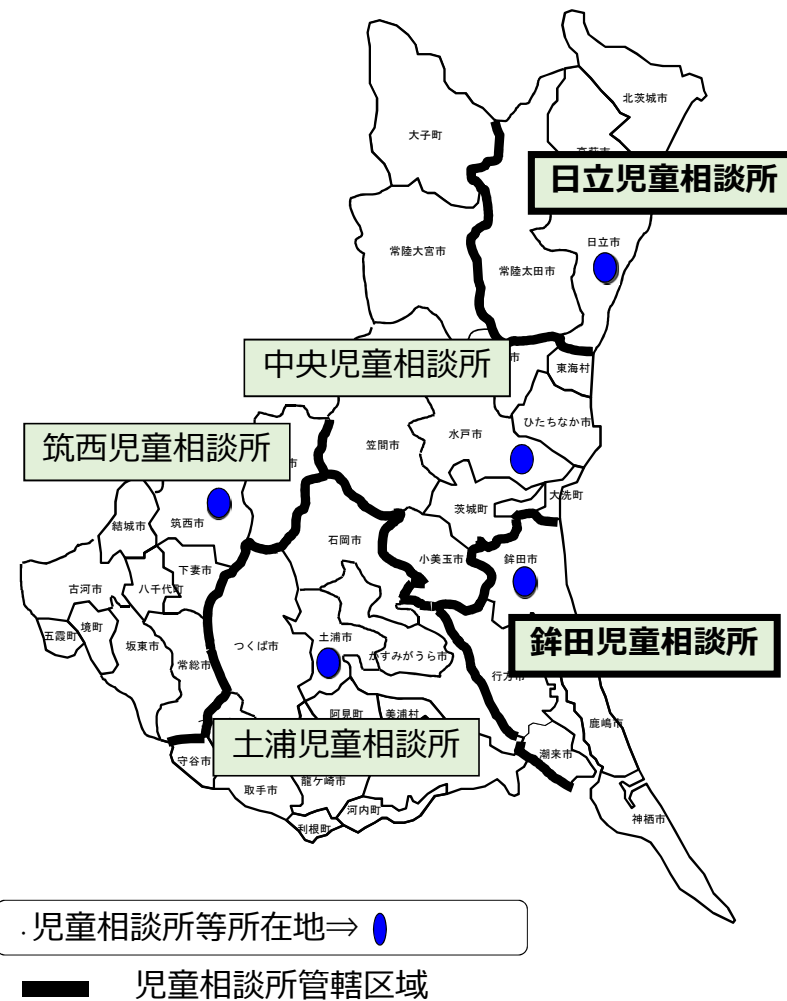 北茨城市
大子町
高萩市
日立児童相談所
日立市
常陸大宮市
常陸太田市
市
東海村
中央児童相談所
ひたちなか市
水戸市
笠間市
筑西児童相談所
市
大洗町
茨城町
結城市
筑西市
石岡市
小美玉市
鉾田市
下妻市
古河市
八千代町
五霞町
境町
坂東市
常総市
つくば市
土浦市
かすみがうら市
鉾田児童相談所
行方市
阿見町
美浦村
鹿嶋市
土浦児童相談所
潮来市
守谷市
取手市
龍ケ崎市
河内町
利根町
神栖市
.児童相談所等所在地⇒
児童相談所管轄区域